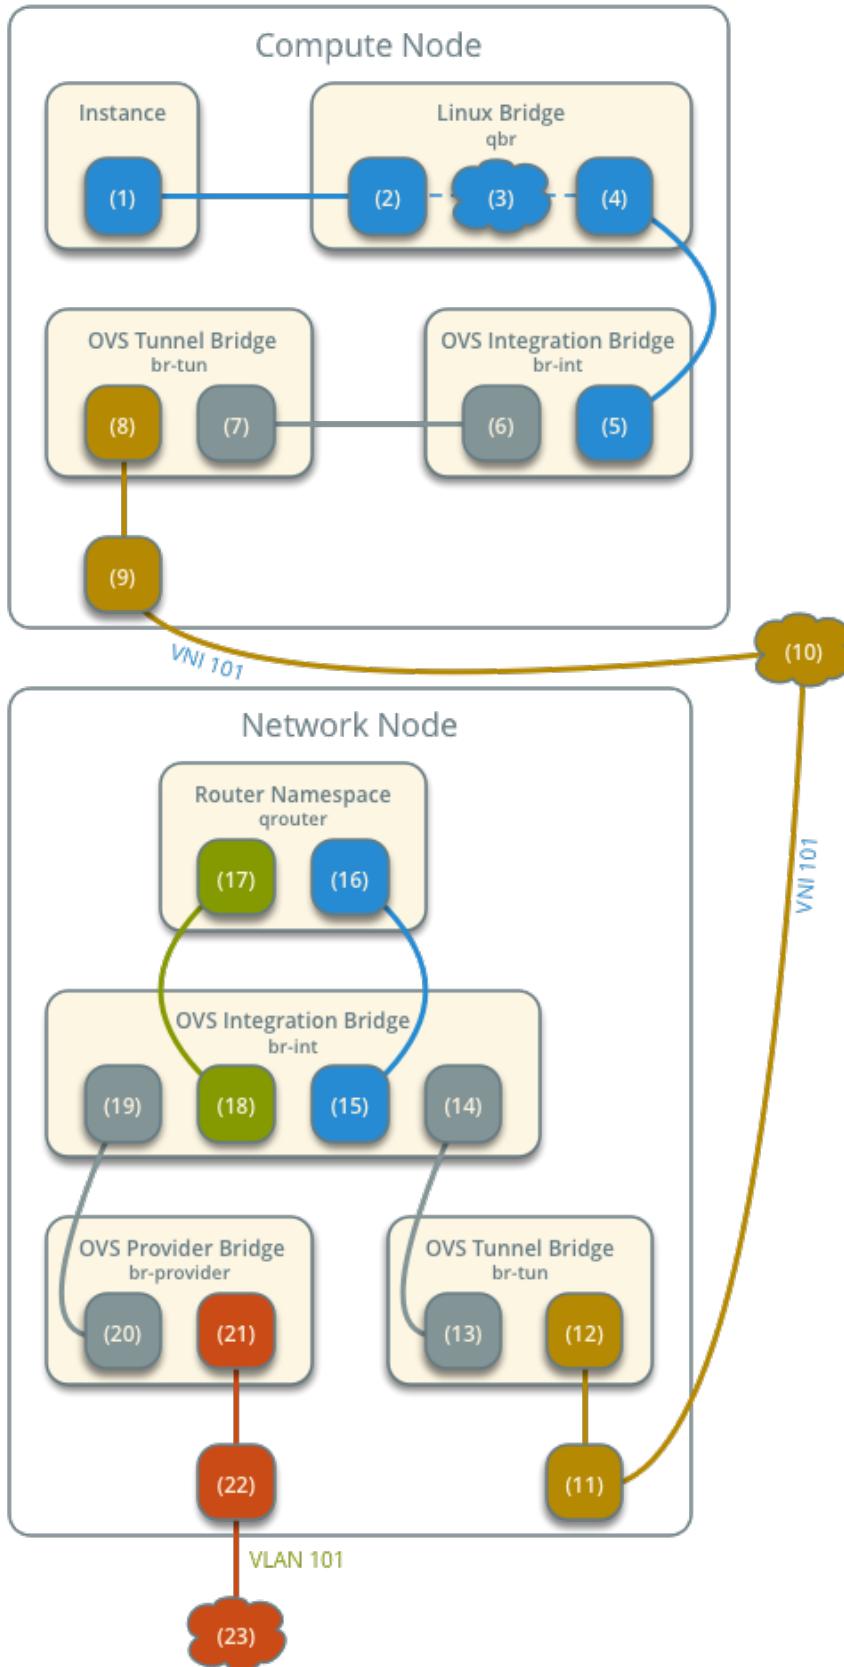 Compute Node
Instance
Linux Bridge
qbr
(1)
(2)
(3)
(4)
OVS Tunnel Bridge
br-tun
OVS Integration Bridge
br-int
(8)
(7)
(6)
(5)
(9)
VNI 101
(10)
Network Node
Router Namespace
qrouter
(17)
(16)
VNI 101
OVS Integration Bridge
br-int
(19)
(18)
(15)
(14)
OVS Provider Bridge
br-provider
OVS Tunnel Bridge
br-tun
(20)
(21)
(13)
(12)
(22)
(11)
VLAN 101
(23)